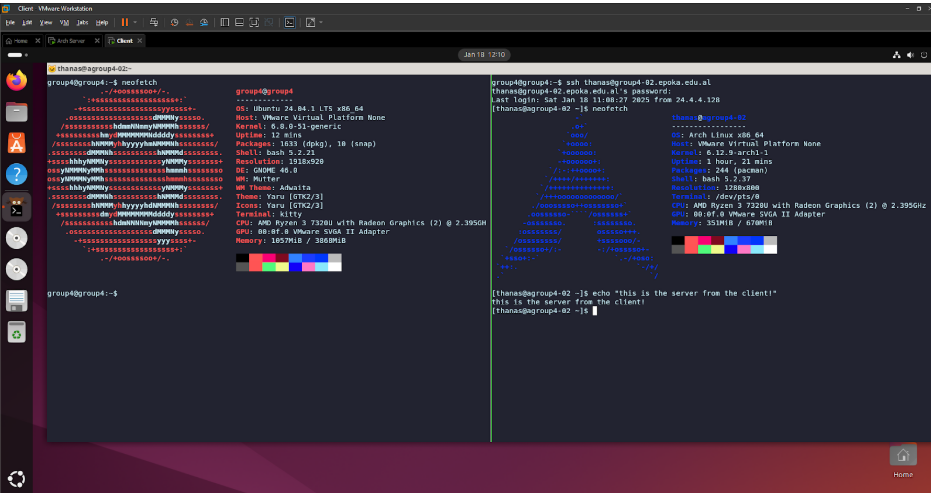 Client - VMware Workstation
File Edit View VM Tabs Help
Home
Arch Server
Client
Jan 18 12:10
thanas@agroup4-02:~
group4@group4:~$ neofetch
group4@group4
-------------
OS: Ubuntu 24.04.1 LTS x86_64
Host: VMware Virtual Platform None
Kernel: 6.8.0-51-generic
Uptime: 12 mins
Packages: 1633 (dpkg), 10 (snap)
Shell: bash 5.2.21
Resolution: 1918x920
DE: GNOME 46.0
WM: Mutter
WM Theme: Adwaita
Theme: Yaru [GTK2/3]
Icons: Yaru [GTK2/3]
Terminal: kitty
CPU: AMD Ryzen 3 7320U with Radeon Graphics (2) @ 2.395GH
GPU: 00:0f.0 VMware SVGA II Adapter
Memory: 1057MiB / 3868MiB
group4@group4:~$
group4@group4:~$ ssh thanas@group4-02.epoka.edu.al
thanas@group4-02.epoka.edu.al's password:
Last login: Sat Jan 18 11:08:27 2025 from 24.4.4.128
[thanas@agroup4-02 ~]$ neofetch
thanas@agroup4-02
-----------------
OS: Arch Linux x86_64
Host: VMware Virtual Platform None
Kernel: 6.12.9-arch1-1
Uptime: 1 hour, 21 mins
Packages: 244 (pacman)
Shell: bash 5.2.37
Resolution: 1280x800
Terminal: /dev/pts/0
CPU: AMD Ryzen 3 7320U with Radeon Graphics (2) @ 2.395G
GPU: 00:0f.0 VMware SVGA II Adapter
Memory: 351MiB / 670MiB
[thanas@agroup4-02 ~]$ echo "this is the server from the client!"
this is the server from the client!
[thanas@agroup4-02 ~]$
Home